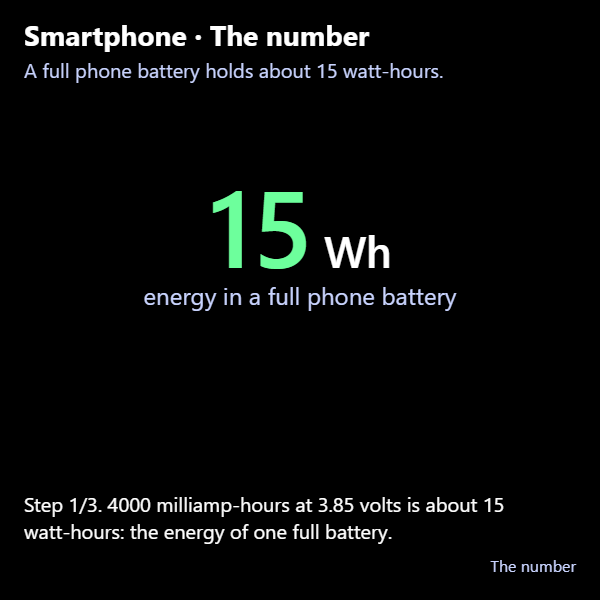 Smartphone · The number
A full phone battery holds about 15 watt-hours.
15 Wh
energy in a full phone battery
Step 1/3. 4000 milliamp-hours at 3.85 volts is about 15
watt-hours: the energy of one full battery.
The number